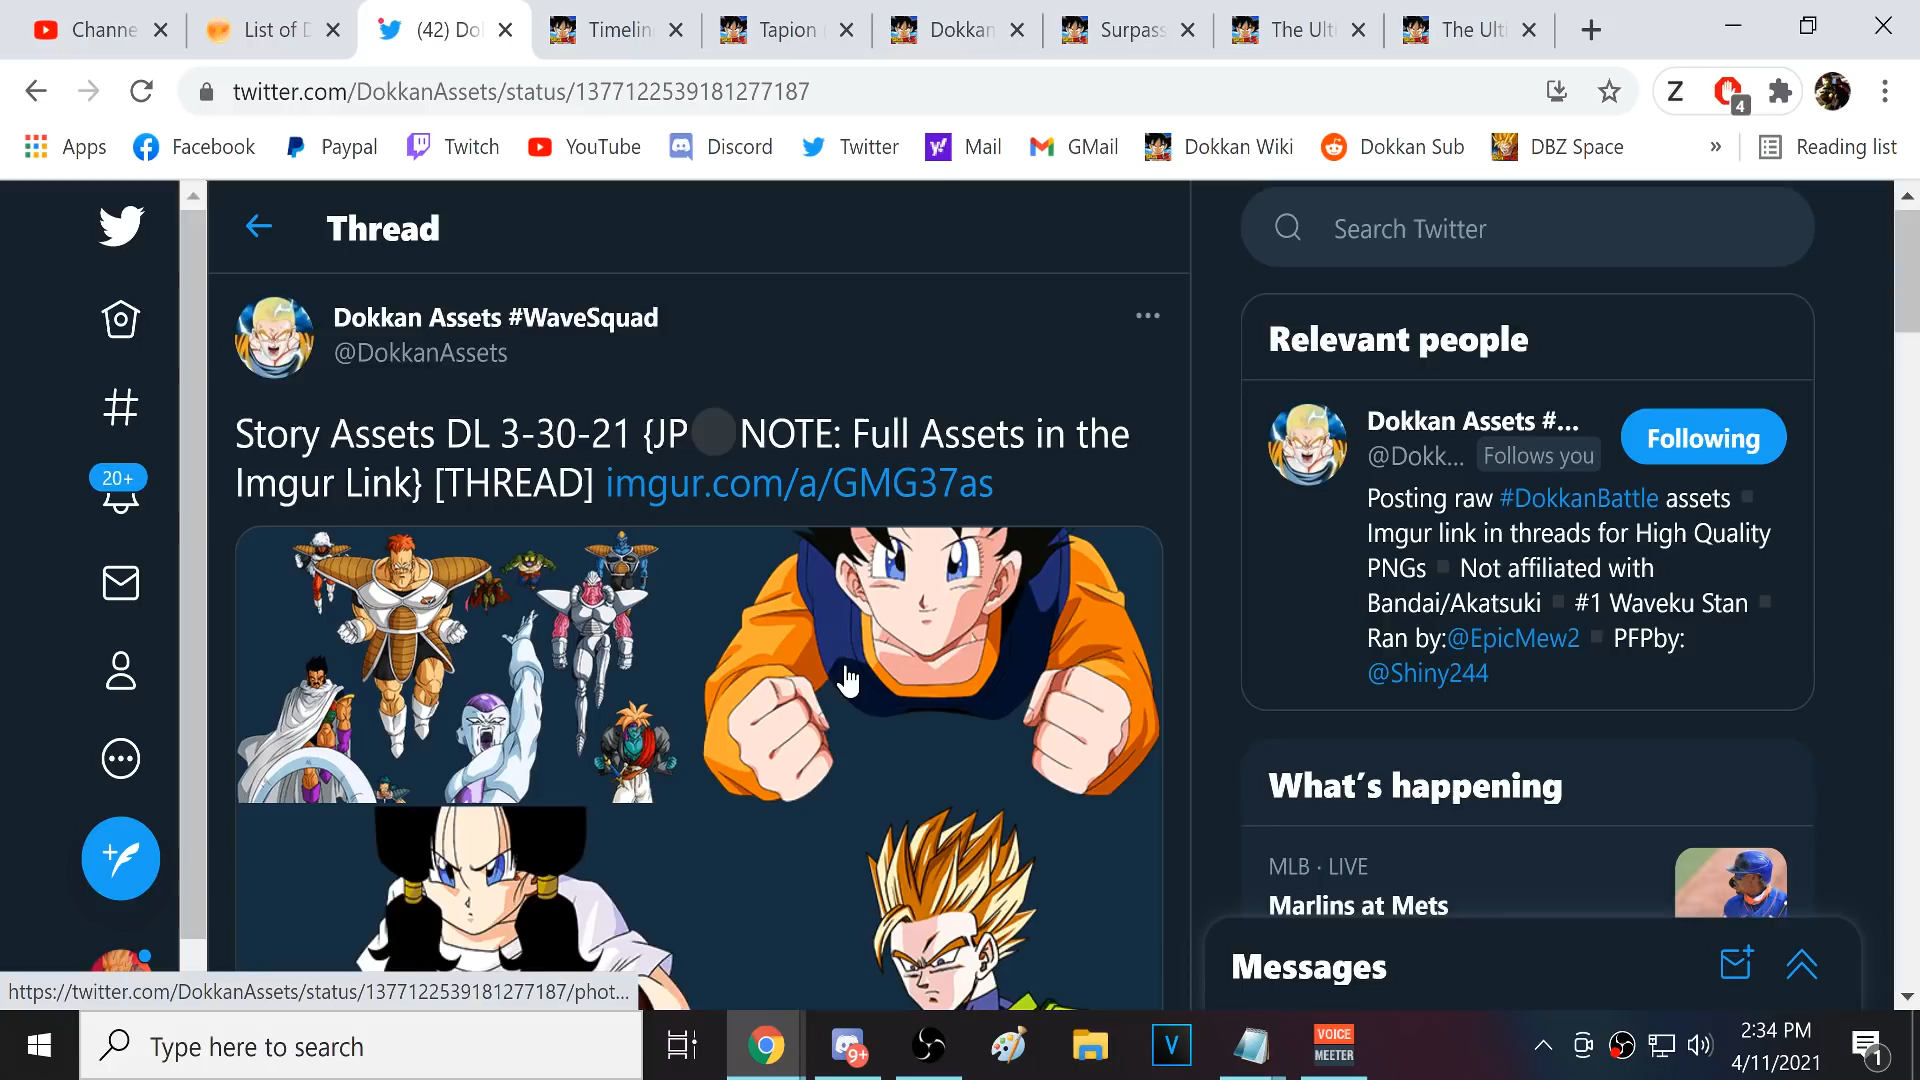 Channe
List of D
(42) Do
Timelin
Tapion
Dokkan
Surpass
The Ulti
The Ulti
twitter.com/DokkanAssets/status/1377122539181277187
Z
4
Apps
Facebook
Paypal
Twitch
YouTube
Discord
Twitter
Mail
GMail
Dokkan Wiki
Dokkan Sub
DBZ Space
»
Reading list
Thread
Search Twitter
Dokkan Assets #WaveSquad
@DokkanAssets
Story Assets DL 3-30-21 {JP NOTE: Full Assets in the
Imgur Link} [THREAD] imgur.com/a/GMG37as
20+
Relevant people
Dokkan Assets #...
@Dokk... Follows you
Following
Posting raw #DokkanBattle assets
Imgur link in threads for High Quality
PNGs Not affiliated with
Bandai/Akatsuki #1 Waveku Stan
Ran by:@EpicMew2 PFPby:
@Shiny244
What's happening
MLB · LIVE
Marlins at Mets
Messages
https://twitter.com/DokkanAssets/status/1377122539181277187/phot...
Type here to search
9+
V
VOICE
MEETER
2:34 PM
4/11/2021
1